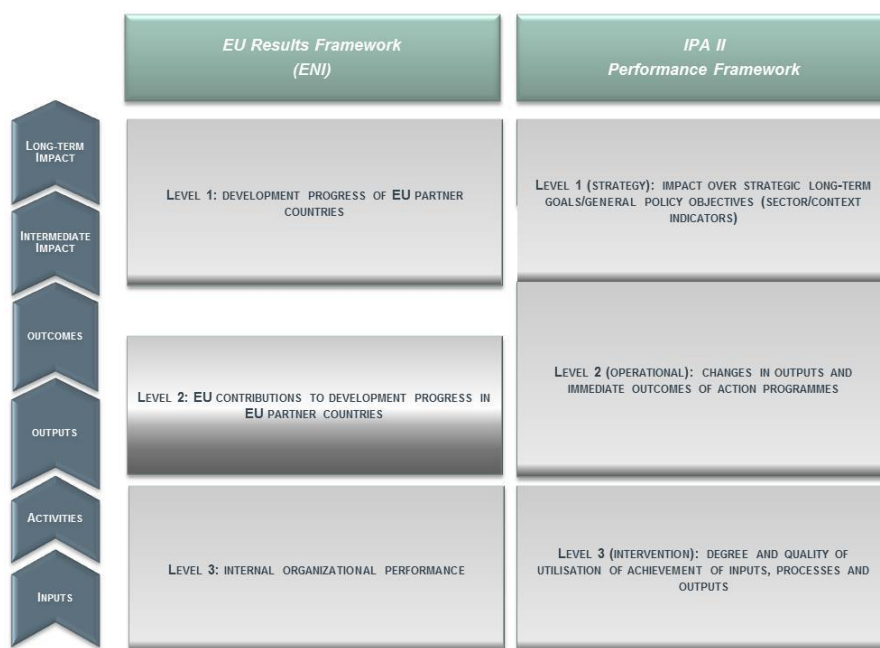 EU Results Framework
(ENI)
IPA II
Performance Framework
LONG-TERM
IMPACT
INTERMEDIATE
IMPACT
OUTCOMES
OUTPUTS
ACTIVITIES
INPUTS
LEVEL 1: DEVELOPMENT PROGRESS OF EU PARTNER
COUNTRIES
LEVEL 1 (STRATEGY): IMPACT OVER STRATEGIC LONG-TERM
GOALS/GENERAL POLICY OBJECTIVES (SECTOR/CONTEXT
INDICATORS)
LEVEL 2: EU CONTRIBUTIONS TO DEVELOPMENT PROGRESS IN
EU PARTNER COUNTRIES
LEVEL 2 (OPERATIONAL): CHANGES IN OUTPUTS AND
IMMEDIATE OUTCOMES OF ACTION PROGRAMMES
LEVEL 3: INTERNAL ORGANIZATIONAL PERFORMANCE
LEVEL 3 (INTERVENTION): DEGREE AND QUALITY OF
UTILISATION OF ACHIEVEMENT OF INPUTS, PROCESSES AND
OUTPUTS